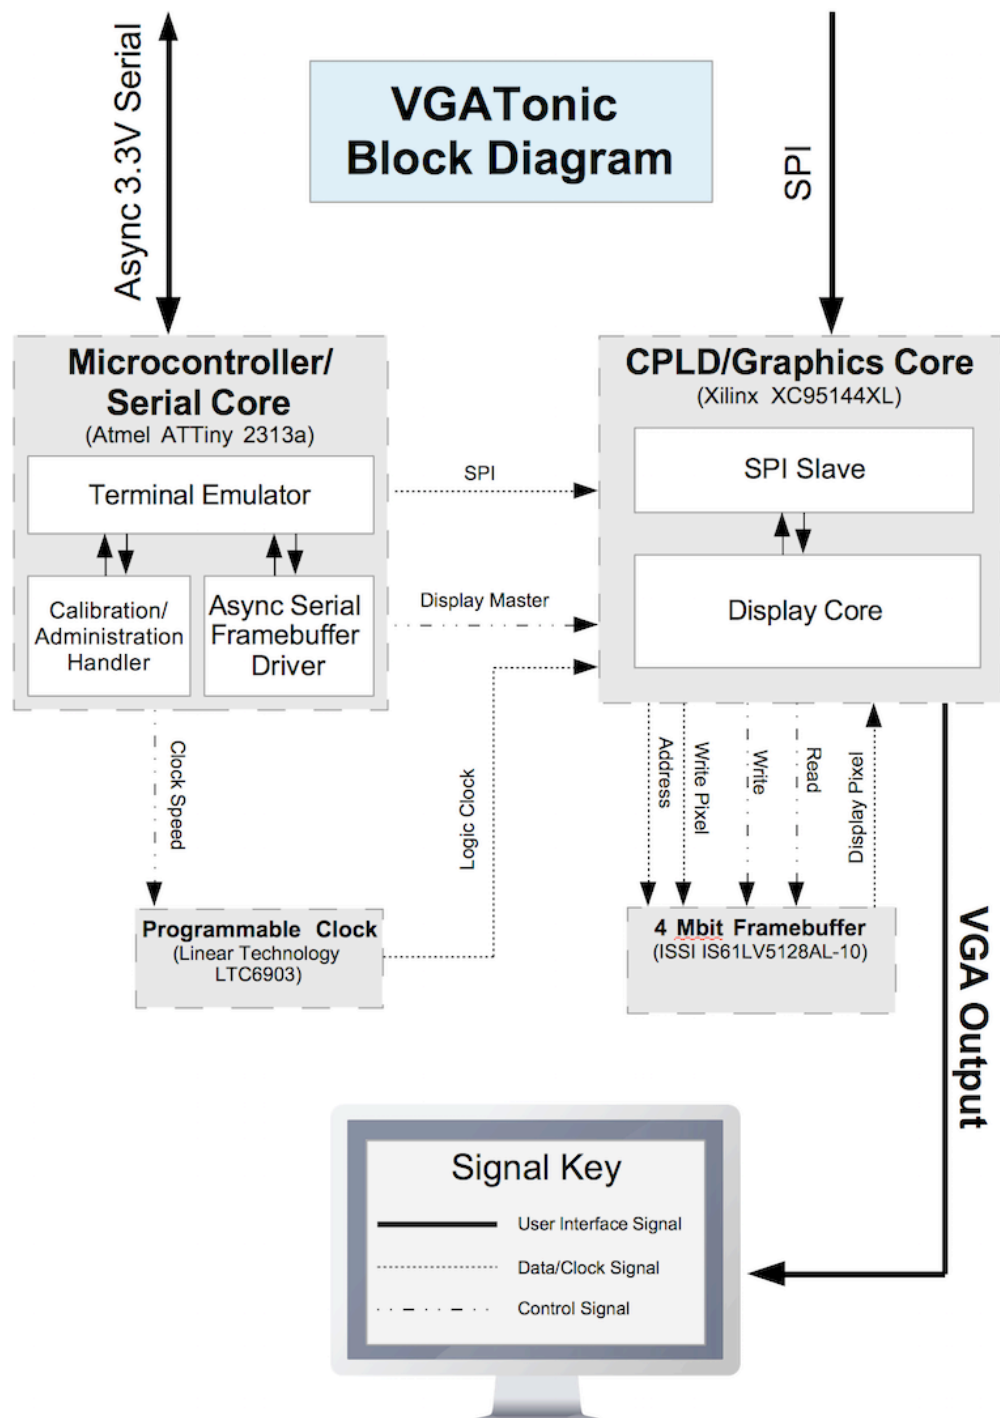 Async 3.3V Serial
VGATonic
Block Diagram
SPI
Microcontroller/
Serial Core
(Atmel ATTiny 2313a)
Terminal Emulator
Calibration/
Administration
Handler
Async Serial
Framebuffer
Driver
SPI
Display Master
CPLD/Graphics Core
(Xilinx XC95144XL)
SPI Slave
Display Core
Clock Speed
Logic Clock
Address
Write Pixel
Write
Read
Display Pixel
Programmable Clock
(Linear Technology
LTC6903)
4 Mbit Framebuffer
(ISSI IS61LV5128AL-10)
VGA Output
Signal Key
User Interface Signal
Data/Clock Signal
Control Signal